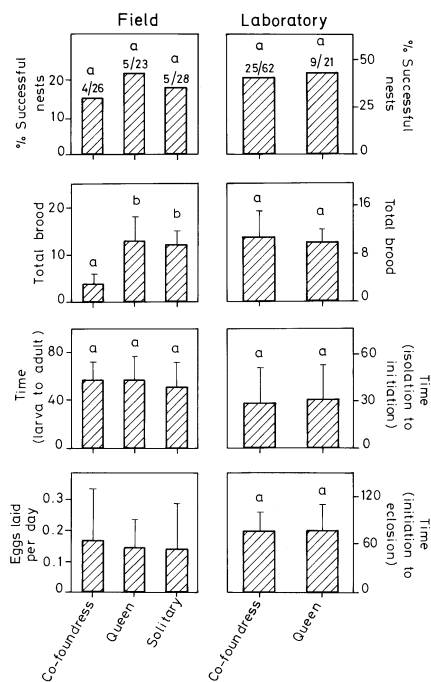 Field
Laboratory
% Successful
nests
20
10
0
a
4/26
a
5/23
a
5/28
a
25/62
a
9/21
50
25
0
% Successful
nests
Total brood
20
10
0
a
b
b
a
a
16
8
0
Total brood
Time
(larva to adult)
80
40
0
a
a
a
a
a
60
30
0
Time
(isolation to
initiation)
Eggs laid
per day
0.3
0.2
0.1
0
a
a
120
60
0
Time
(initiation to
eclosion)
Co-foundress
Queen
Solitary
Co-foundress
Queen